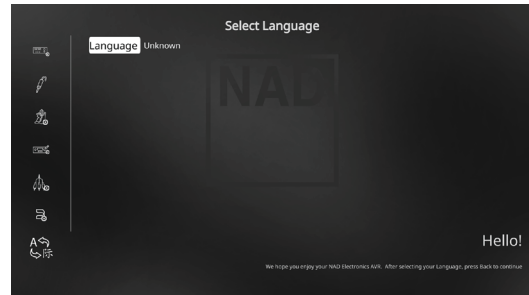 Select Language
Language Unknown
NAD
Hello!
We hope you enjoy your NAD Electronics AVR. After selecting your Language, press Back to continue